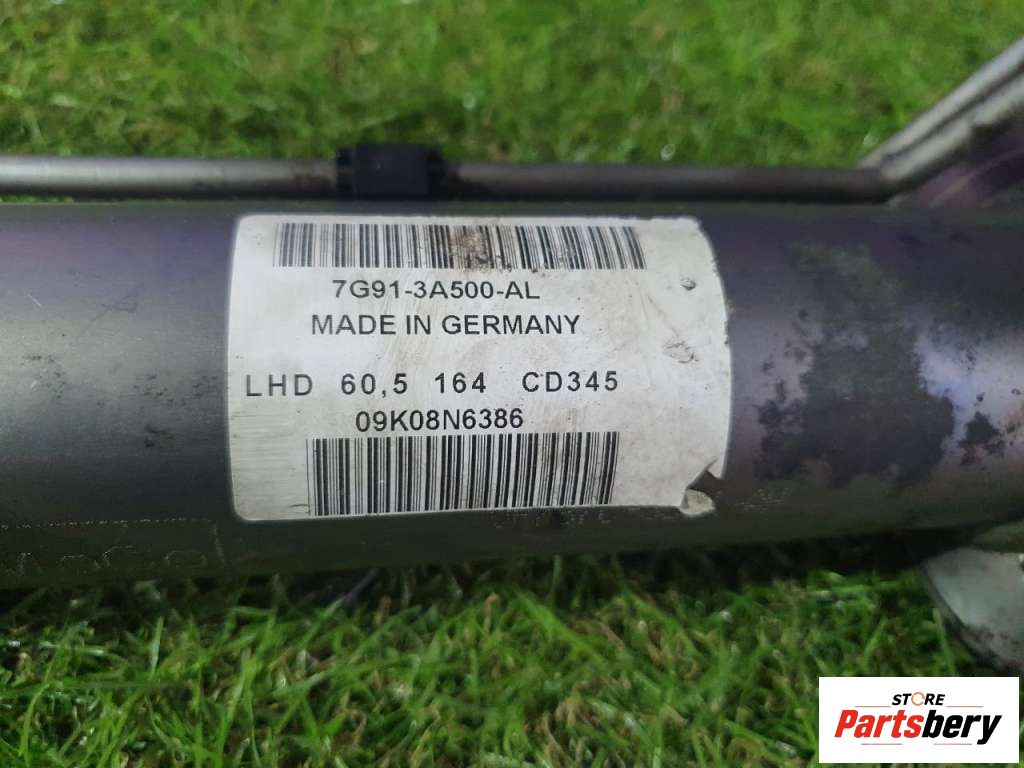 7G91-3A500-AL
MADE IN GERMANY
LHD 60,5 164 CD345
09K08N6386
STORE
Partsbery